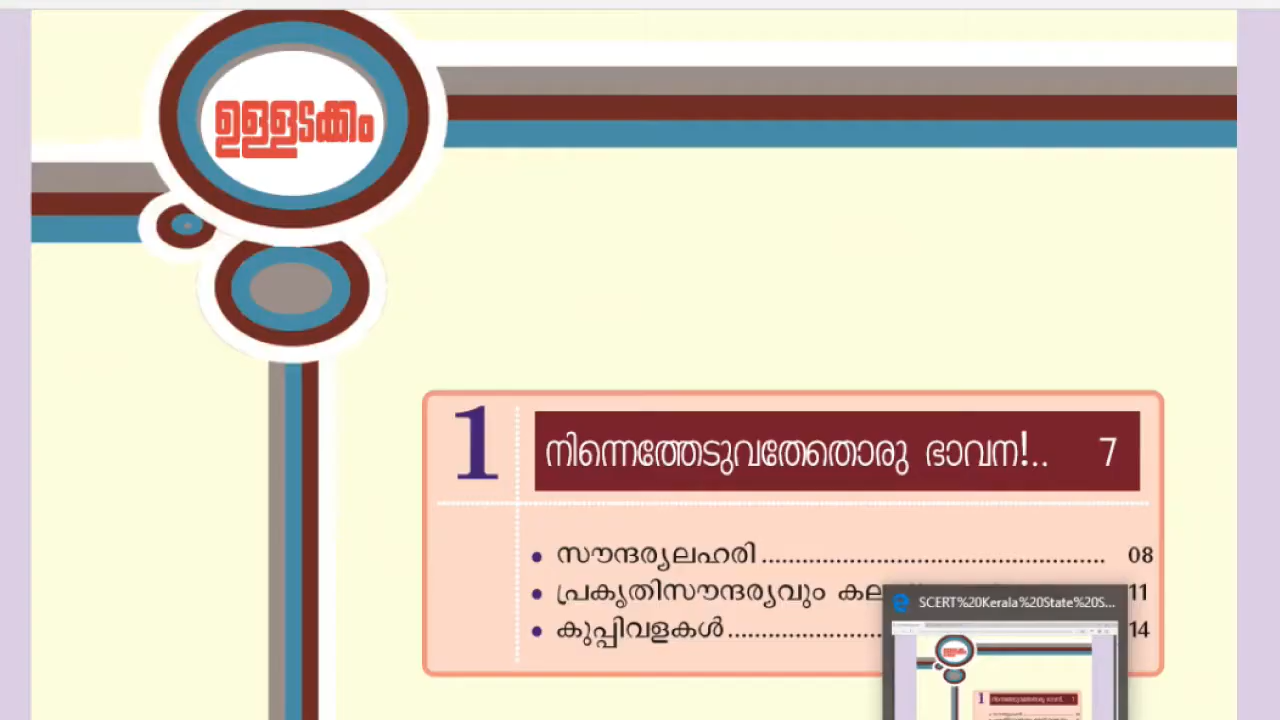 ഉള്ളടക്കം
1 നിന്നെത്തേടുവതേതൊരു ഭാവന!.. 7
• സൗന്ദര്യലഹരി ............................................... 08
• പ്രകൃതിസൗന്ദര്യവും 11
• കുപ്പിവളകൾ ..................... 14
SCERT%20Kerala%20State%20S...